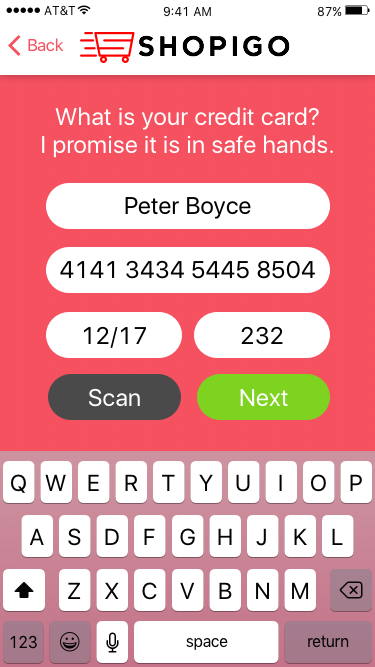 AT&T 9:41 AM 87%
Back SHOPIGO
What is your credit card?
I promise it is in safe hands.
Peter Boyce
4141 3434 5445 8504
12/17 232
Scan Next
Q W E R T Y U I O P
A S D F G H J K L
Z X C V B N M
123 space return